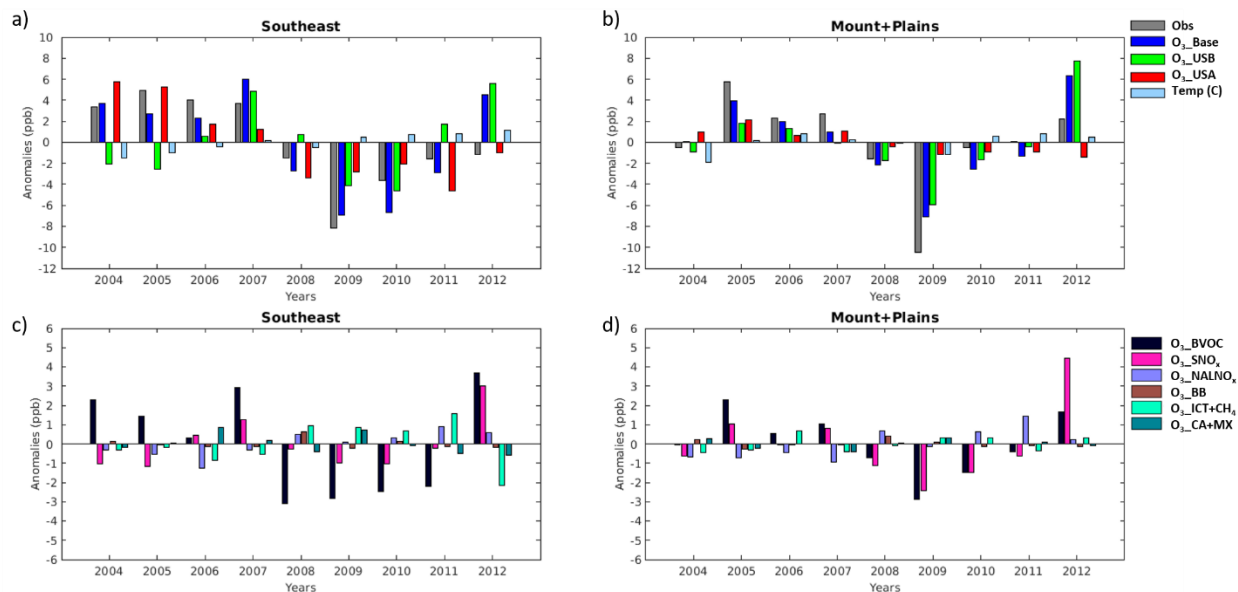 a)
Southeast
10
8
6
4
2
0
-2
-4
-6
-8
-10
-12
Anomalies (ppb)
2004 2005 2006 2007 2008 2009 2010 2011 2012
Years
b)
Mount+Plains
10
8
6
4
2
0
-2
-4
-6
-8
-10
-12
Anomalies (ppb)
2004 2005 2006 2007 2008 2009 2010 2011 2012
Years
Obs
O₃_Base
O₃_USB
O₃_USA
Temp (C)
c)
Southeast
6
5
4
3
2
1
0
-1
-2
-3
-4
-5
-6
Anomalies (ppb)
2004 2005 2006 2007 2008 2009 2010 2011 2012
Years
d)
Mount+Plains
6
5
4
3
2
1
0
-1
-2
-3
-4
-5
-6
Anomalies (ppb)
2004 2005 2006 2007 2008 2009 2010 2011 2012
Years
O₃_BVOC
O₃_SNOₓ
O₃_NALNOₓ
O₃_BB
O₃_ICT+CH₄
O₃_CA+MX